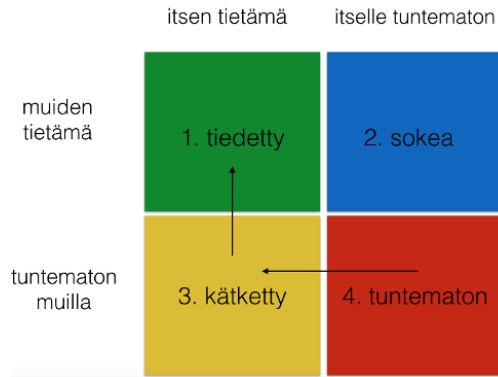 itsen tietämä
itselle tuntematon
muiden
tietämä
1. tiedetty
2. sokea
tuntematon
muilla
3. kätketty
4. tuntematon